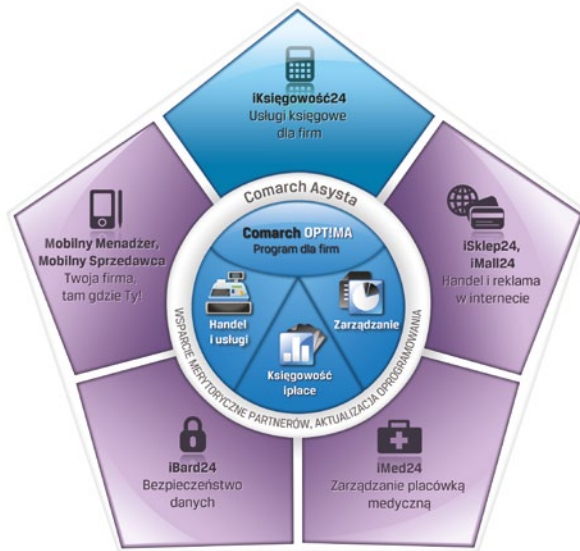 iKsięgowość24
Usługi księgowe
dla firm
Mobilny Menadżer,
Mobilny Sprzedawca
Twoja firma,
tam gdzie Ty!
iSklep24,
iMall24
Handel i reklama
w internecie
Comarch Asysta
Comarch OPT!MA
Program dla firm
Handel
i usługi
Zarządzanie
Księgowość
i płace
WSPARCIE MERYTORYCZNE PARTNERÓW, AKTUALIZACJA OPROGRAMOWANIA
iBard24
Bezpieczeństwo
danych
iMed24
Zarządzanie placówką
medyczną